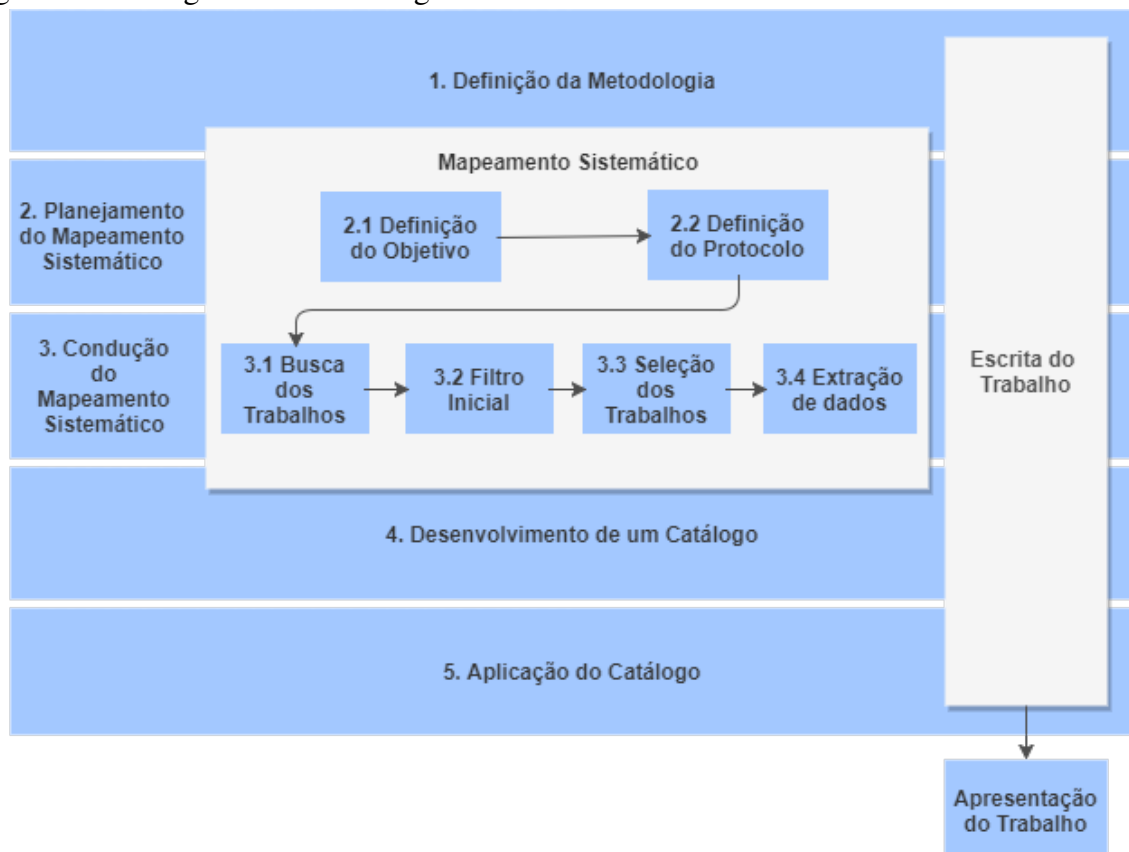 1. Definição da Metodologia
Mapeamento Sistemático
2. Planejamento
do Mapeamento
Sistemático
2.1 Definição
do Objetivo
2.2 Definição
do Protocolo
3. Condução
do
Mapeamento
Sistemático
3.1 Busca
dos
Trabalhos
3.2 Filtro
Inicial
3.3 Seleção
dos
Trabalhos
3.4 Extração
de dados
Escrita do
Trabalho
4. Desenvolvimento de um Catálogo
5. Aplicação do Catálogo
Apresentação
do Trabalho